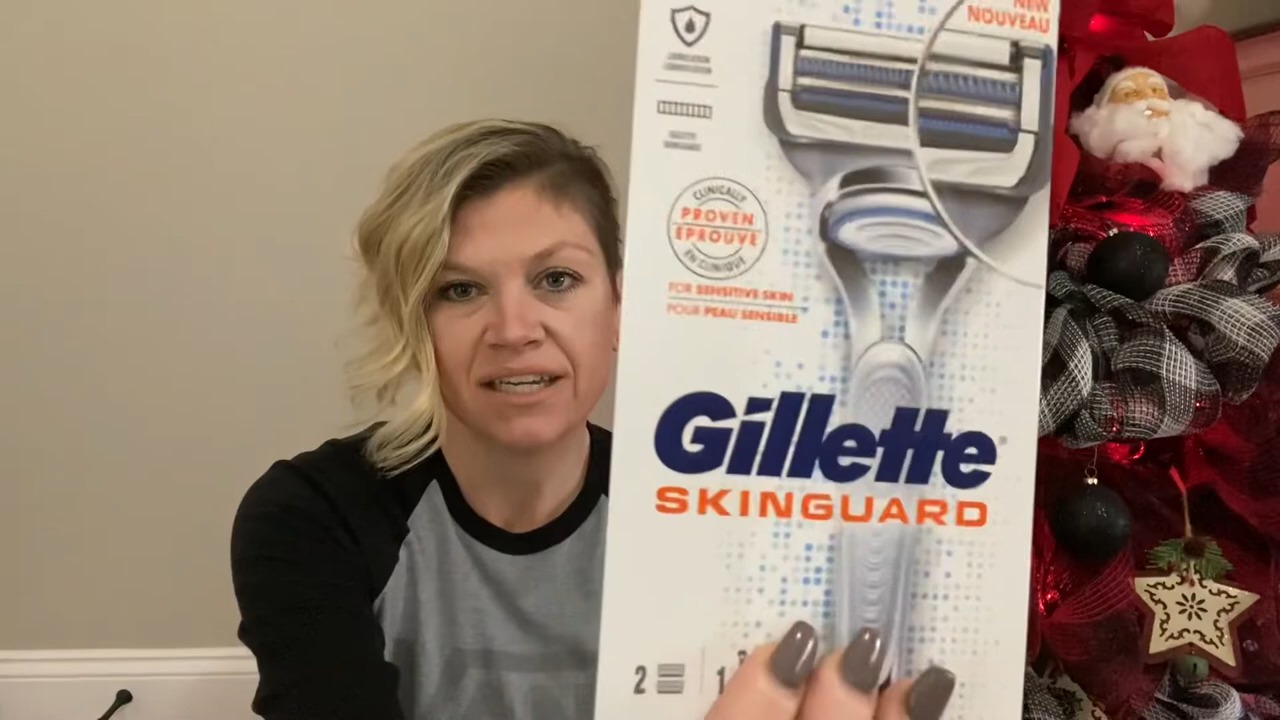 NEW
NOUVEAU
CLINICALLY
PROVEN
ÉPROUVÉ
EN CLINIQUE
FOR SENSITIVE SKIN
POUR PEAU SENSIBLE
Gillette
SKINGUARD
2
1